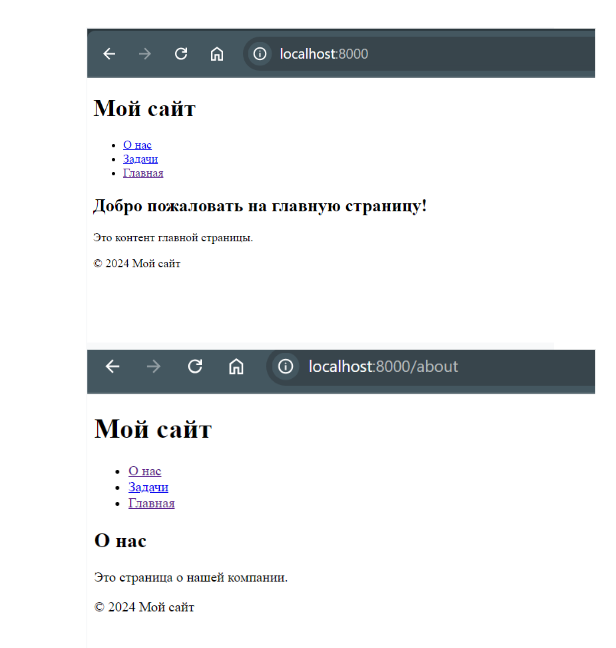 localhost:8000
Мой сайт
О нас
Задачи
Главная
Добро пожаловать на главную страницу!
Это контент главной страницы.
© 2024 Мой сайт
localhost:8000/about
Мой сайт
О нас
Задачи
Главная
О нас
Это страница о нашей компании.
© 2024 Мой сайт